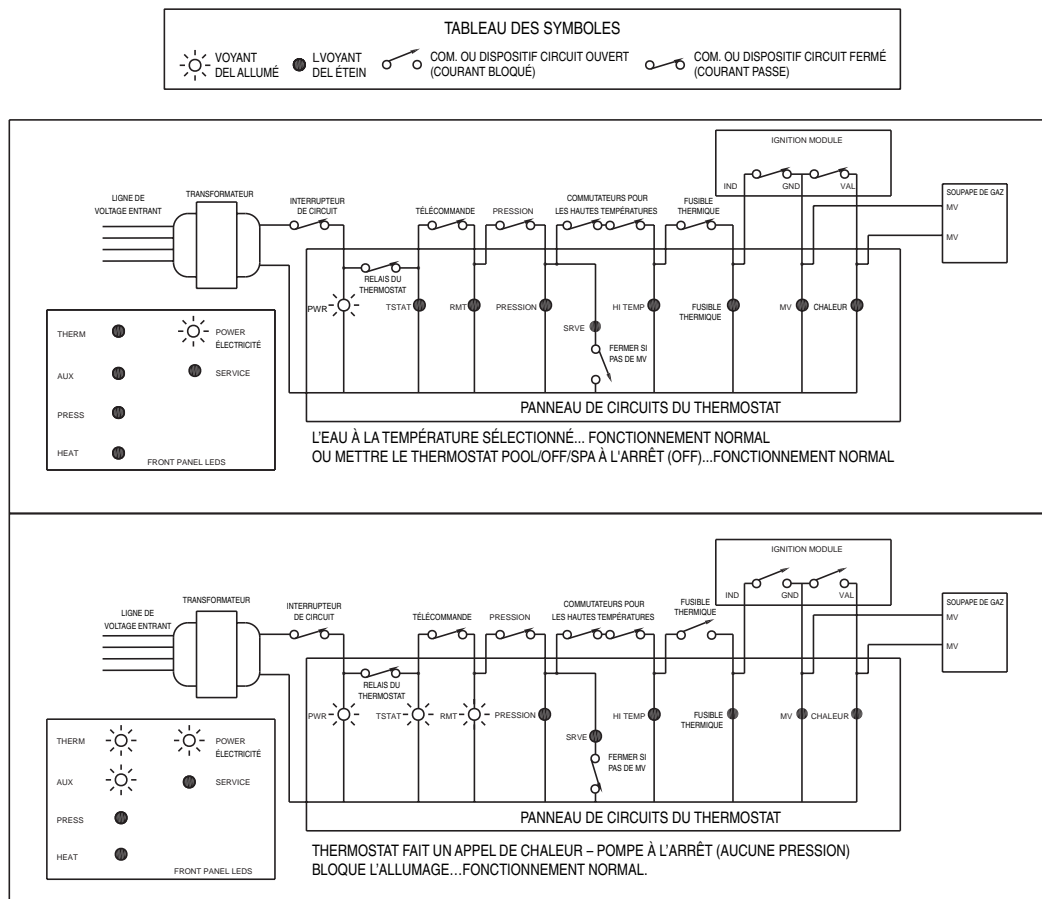 TABLEAU DES SYMBOLES
VOYANT
DEL ALLUMÉ
LVOYANT
DEL ÉTEIN
COM. OU DISPOSITIF CIRCUIT OUVERT
(COURANT BLOQUÉ)
COM. OU DISPOSITIF CIRCUIT FERMÉ
(COURANT PASSE)
IGNITION MODULE
IND
GND
VAL
SOUPAPE DE GAZ
MV
MV
LIGNE DE
VOLTAGE ENTRANT
TRANSFORMATEUR
INTERRUPTEUR
DE CIRCUIT
TÉLÉCOMMANDE
PRESSION
COMMUTATEURS POUR
LES HAUTES TEMPÉRATURES
FUSIBLE
THERMIQUE
RELAIS DU
THERMOSTAT
PWR
TSTAT
RMT
PRESSION
SRVE
HI TEMP
FUSIBLE
THERMIQUE
MV
CHALEUR
FERMER SI
PAS DE MV
PANNEAU DE CIRCUITS DU THERMOSTAT
THERM
POWER
ÉLECTRICITÉ
AUX
SERVICE
PRESS
HEAT
FRONT PANEL LEDS
L'EAU À LA TEMPÉRATURE SÉLECTIONNÉ... FONCTIONNEMENT NORMAL
OU METTRE LE THERMOSTAT POOL/OFF/SPA À L'ARRÊT (OFF)...FONCTIONNEMENT NORMAL
IGNITION MODULE
IND
GND
VAL
SOUPAPE DE GAZ
MV
MV
LIGNE DE
VOLTAGE ENTRANT
TRANSFORMATEUR
INTERRUPTEUR
DE CIRCUIT
TÉLÉCOMMANDE
PRESSION
COMMUTATEURS POUR
LES HAUTES TEMPÉRATURES
FUSIBLE
THERMIQUE
RELAIS DU
THERMOSTAT
PWR
TSTAT
RMT
PRESSION
SRVE
HI TEMP
FUSIBLE
THERMIQUE
MV
CHALEUR
FERMER SI
PAS DE MV
PANNEAU DE CIRCUITS DU THERMOSTAT
THERM
POWER
ÉLECTRICITÉ
AUX
SERVICE
PRESS
HEAT
FRONT PANEL LEDS
THERMOSTAT FAIT UN APPEL DE CHALEUR – POMPE À L'ARRÊT (AUCUNE PRESSION)
BLOQUE L'ALLUMAGE...FONCTIONNEMENT NORMAL.